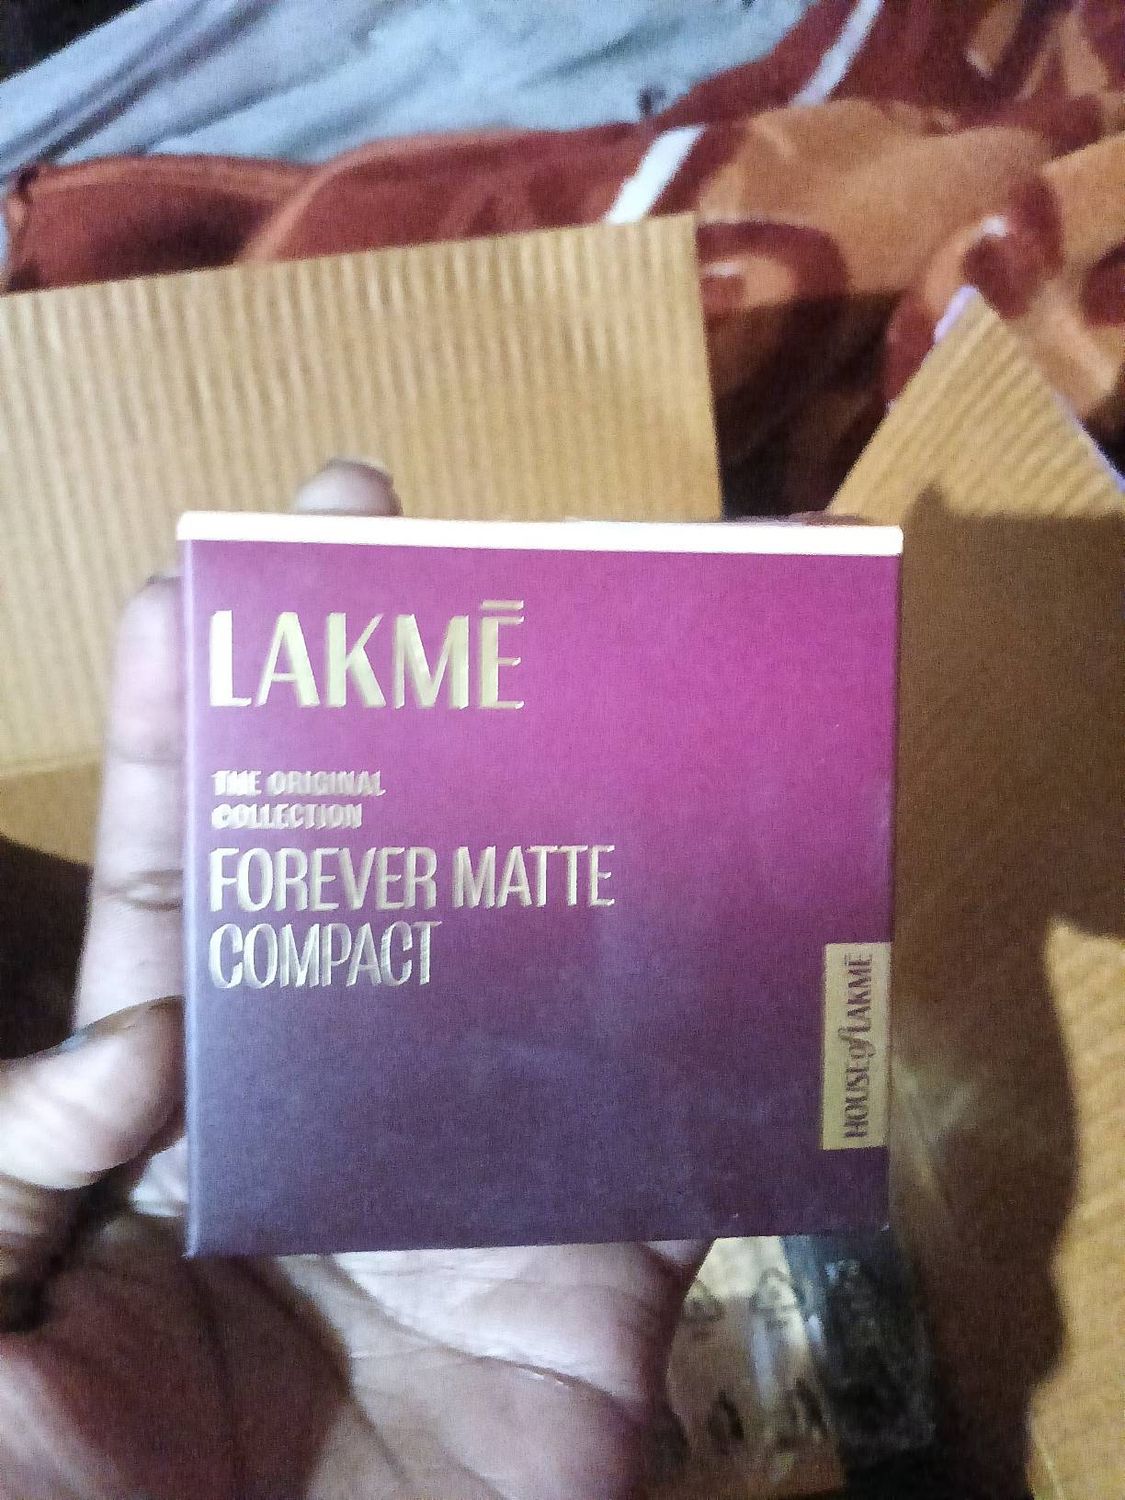 LAKMĒ
THE ORIGINAL
COLLECTION
FOREVER MATTE
COMPACT
HOUSE of LAKMĒ